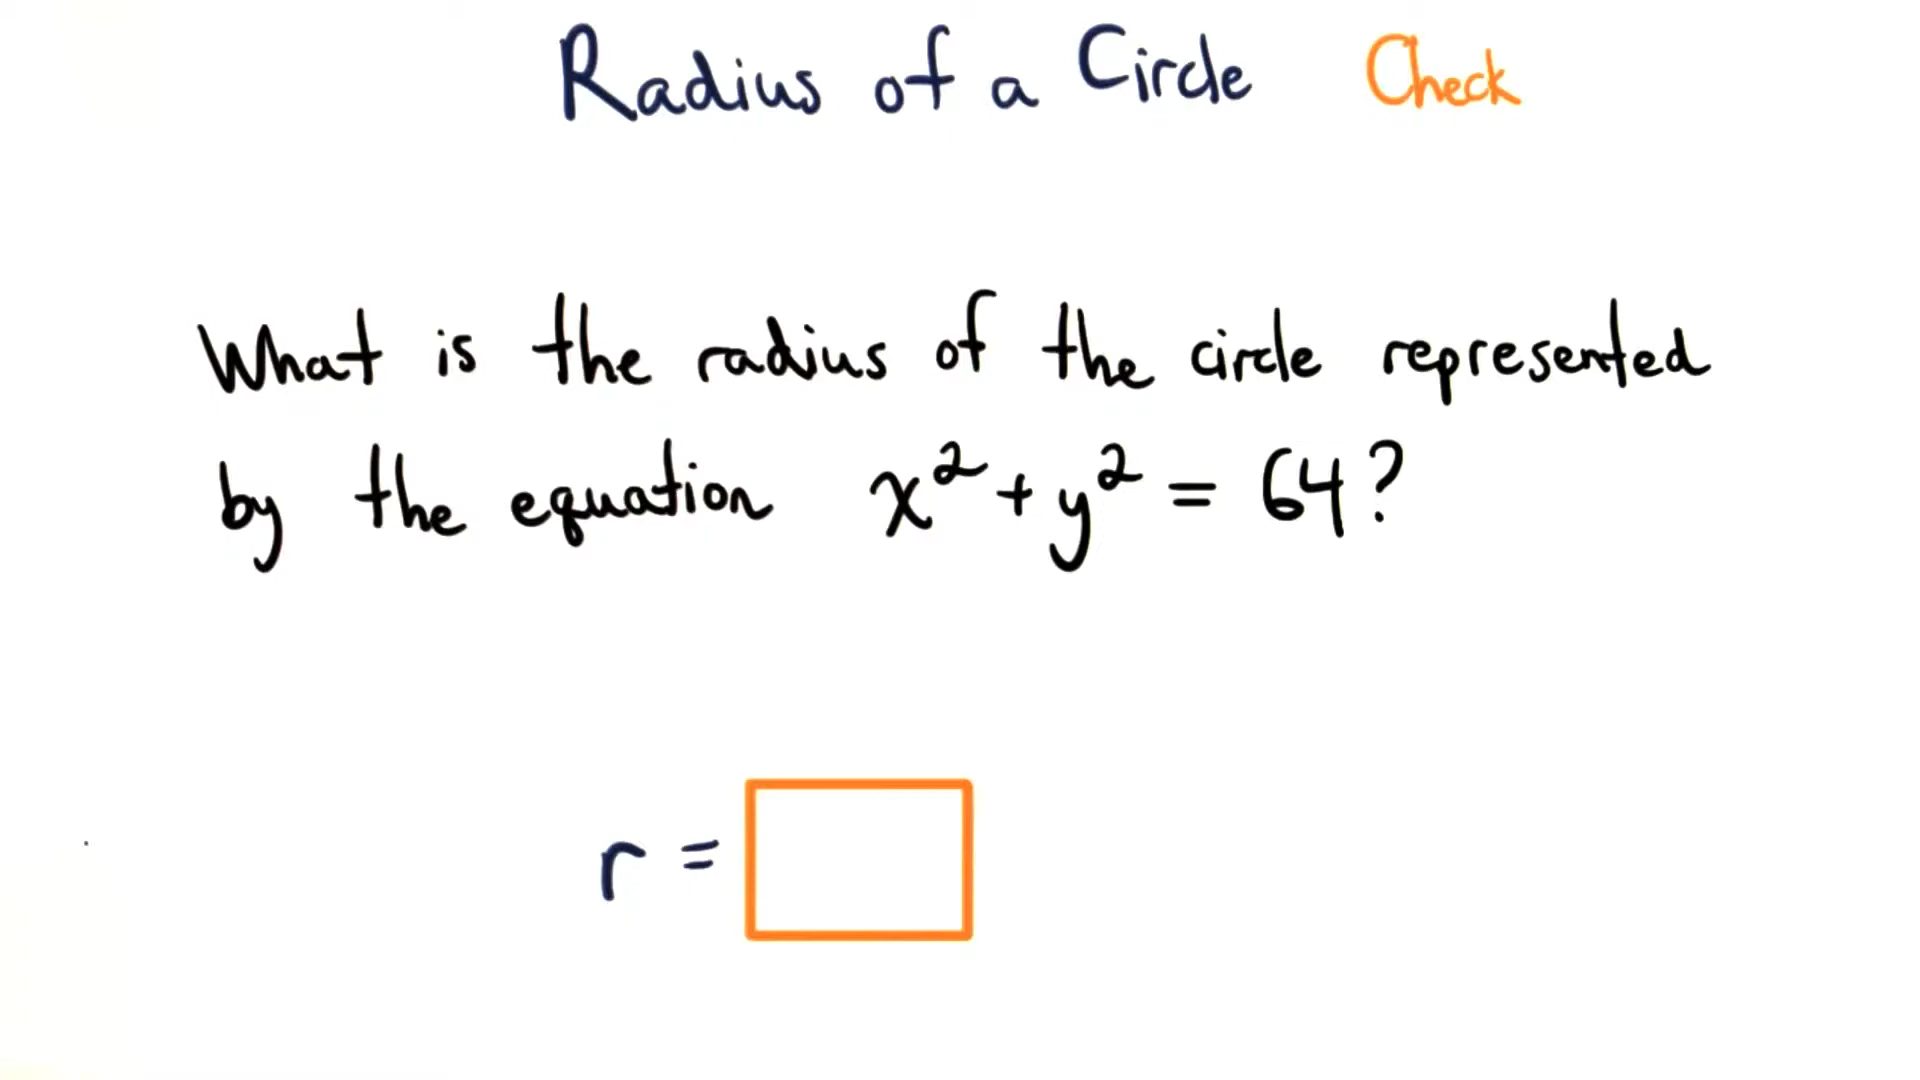 Radius of a Circle Check
What is the radius of the circle represented
by the equation x² + y² = 64?
r =